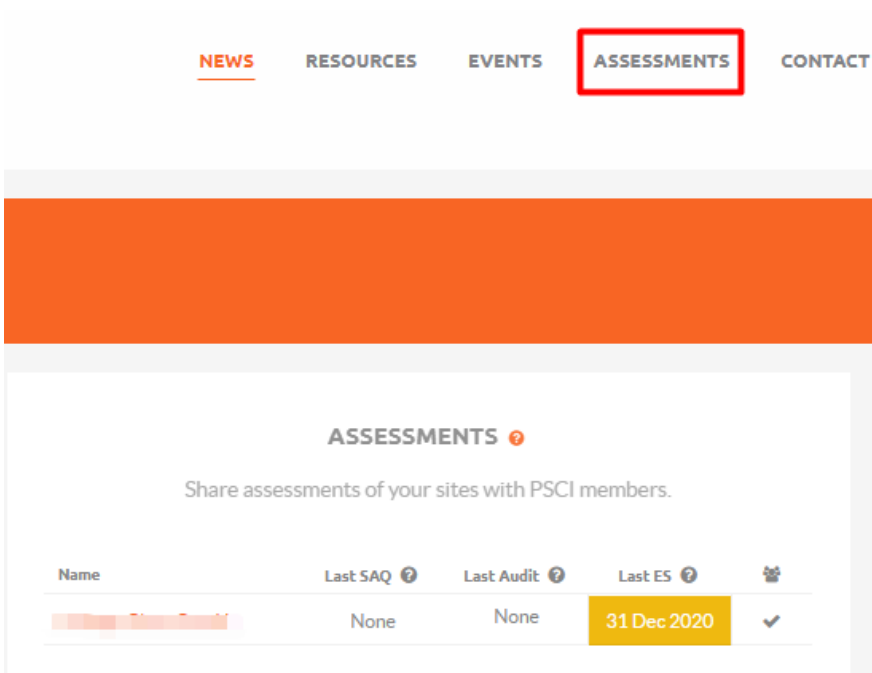 NEWS RESOURCES EVENTS ASSESSMENTS CONTACT
ASSESSMENTS
Share assessments of your sites with PSCI members.
Name Last SAQ Last Audit Last ES
None None 31 Dec 2020